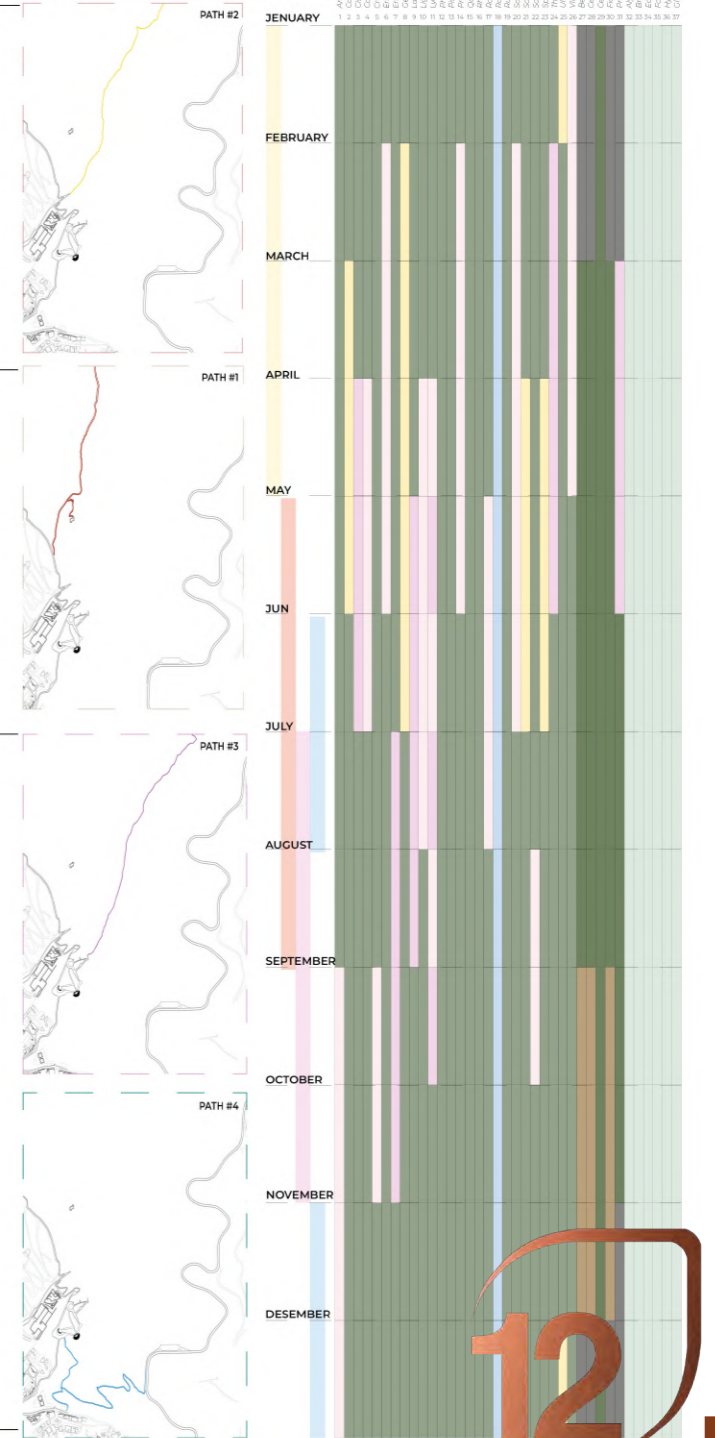 PATH #2
PATH #1
PATH #3
PATH #4
1 2 3 4 5 6 7 8 9 10 11 12 13 14 15 16 17 18 19 20 21 22 23 24 25 26 27 28 29 30 31 32 33 34 35 36 37
JENUARY
FEBRUARY
MARCH
APRIL
MAY
JUN
JULY
AUGUST
SEPTEMBER
OCTOBER
NOVEMBER
DESEMBER
12